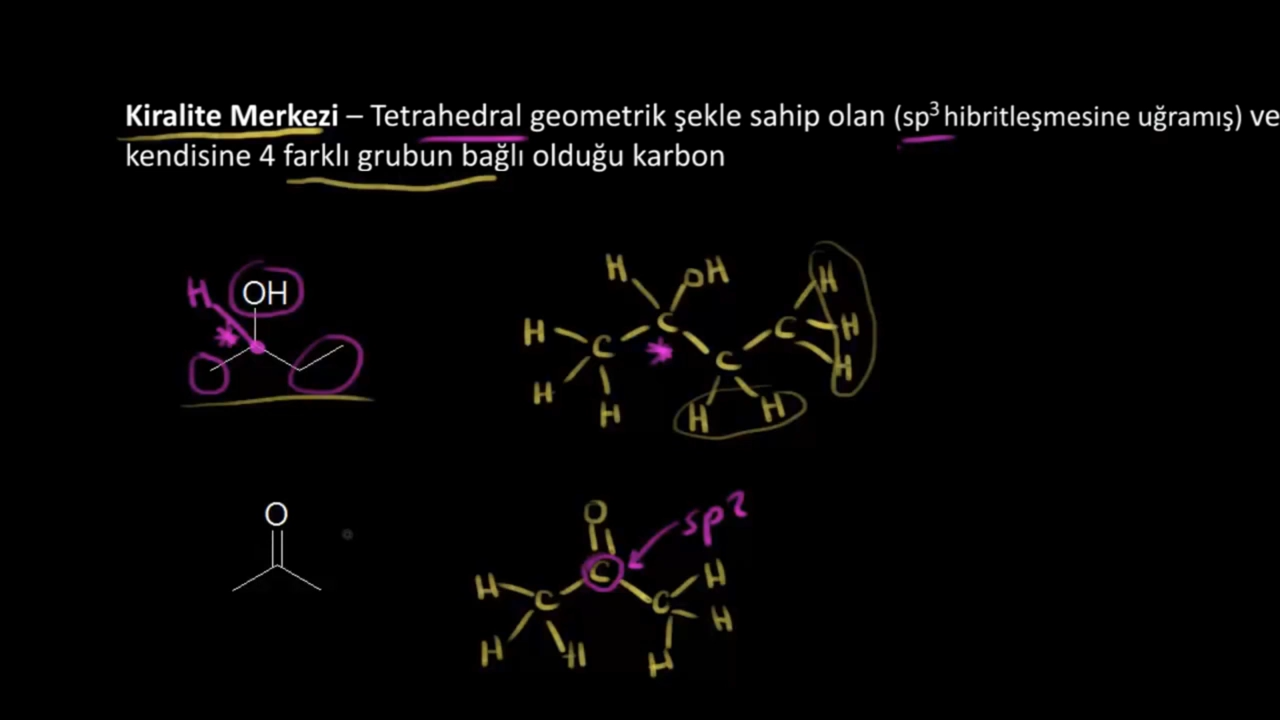 Kiralite Merkezi – Tetrahedral geometrik şekle sahip olan (sp³ hibritleşmesine uğramış) ve
kendisine 4 farklı grubun bağlı olduğu karbon
H OH
*
H OH H
H C C C H
* C H
H H H H
O
O sp²
H C C C H
H H H H